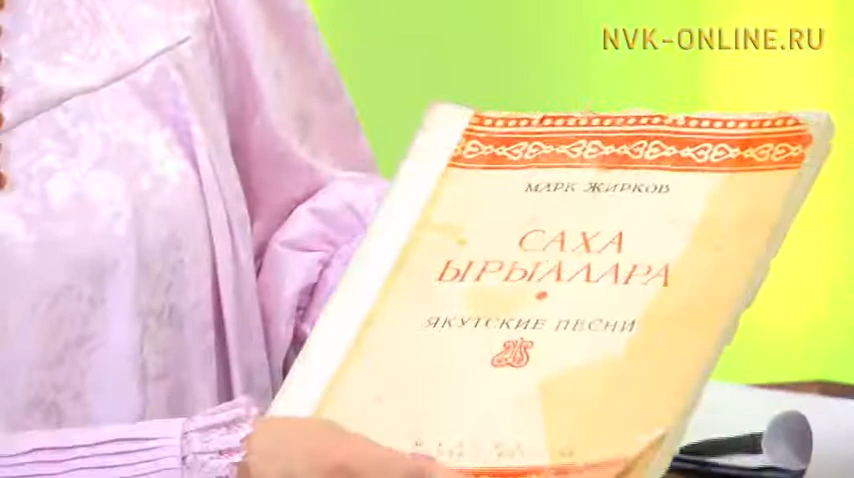 NVK-ONLINE.RU
МАРК ЖИРКОВ
САХА
ЫРЫАЛАРА
ЯКУТСКИЕ ПЕСНИ